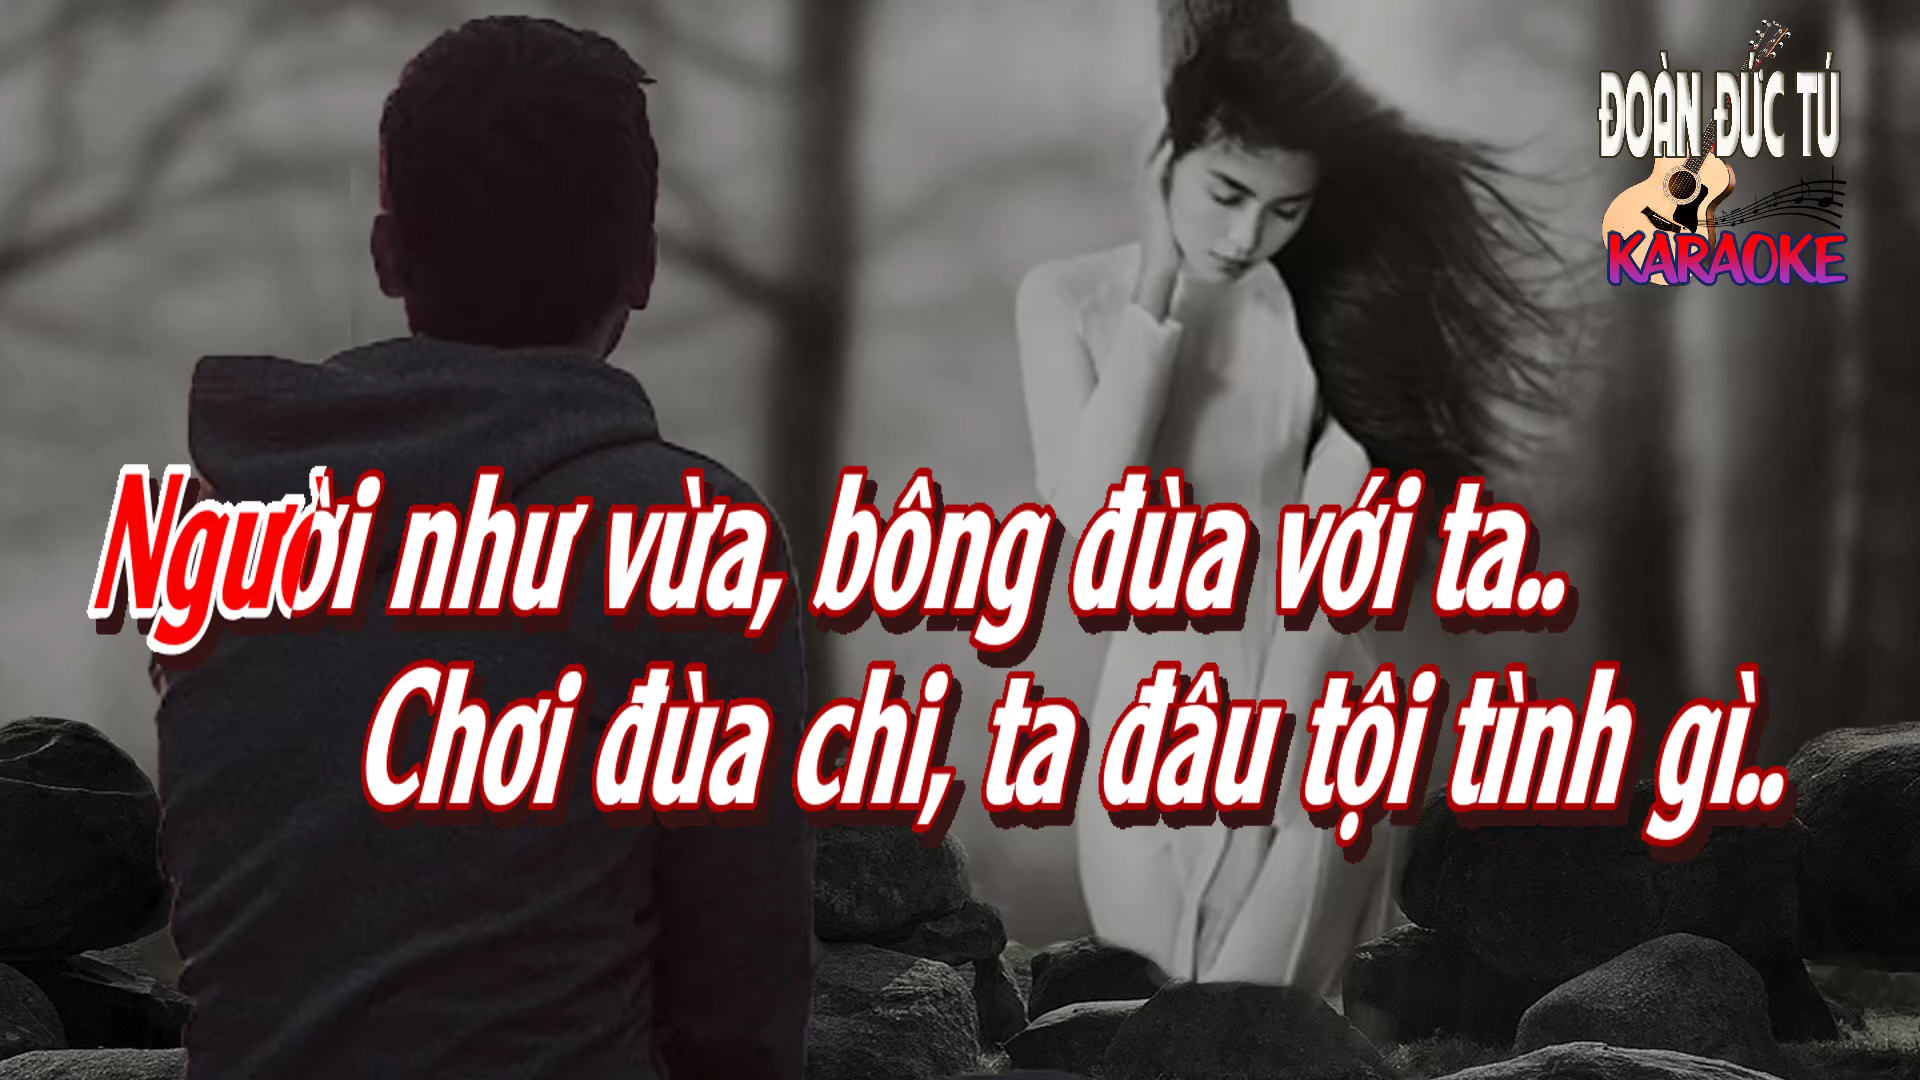 ĐOÀN ĐỨC TÚ
KARAOKE
Người như vừa, bông đùa với ta..
Chơi đùa chi, ta đâu tội tình gì..